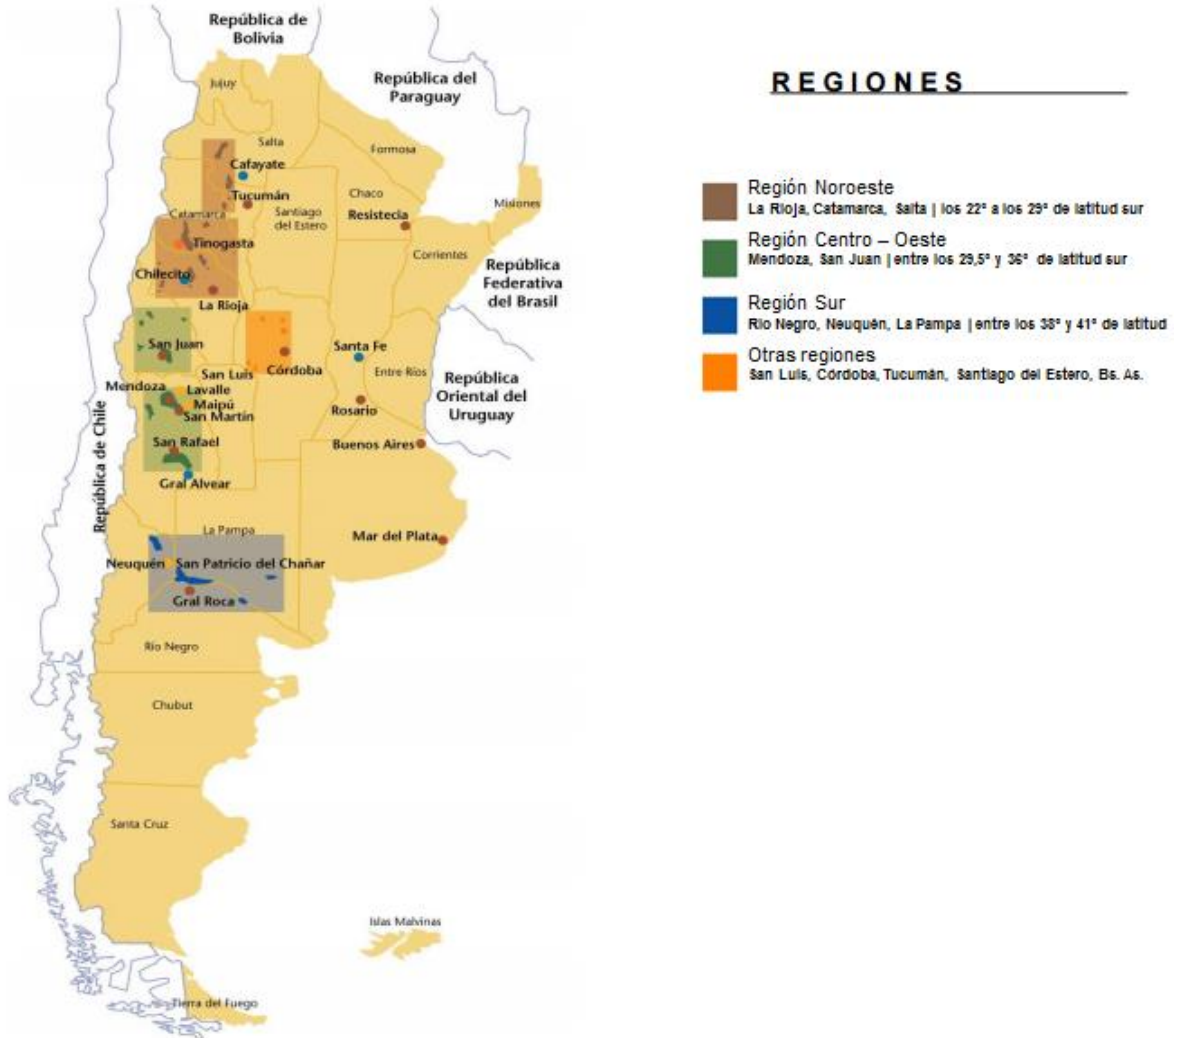 República de
Bolivia
República del
Paraguay
Jujuy
Salta
Formosa
Cafayate
Tucumán
Chaco
Misiones
Catamarca
Santiago
del Estero
Resistecia
Tinogasta
Corrientes
República
Federativa
del Brasil
Chilecito
La Rioja
San Juan
Santa Fe
San Luis
Córdoba
Entre Ríos
República
Oriental del
Uruguay
Mendoza
Lavalle
Maipú
San Martín
Rosario
San Rafael
Buenos Aires
Gral Alvear
República de Chile
La Pampa
Mar del Plata
Neuquén
San Patricio del Chañar
Gral Roca
Río Negro
Chubut
Santa Cruz
Islas Malvinas
Tierra del Fuego
REGIONES
Región Noroeste
La Rioja, Catamarca, Salta | los 22° a los 29° de latitud sur
Región Centro – Oeste
Mendoza, San Juan | entre los 29,5° y 36° de latitud sur
Región Sur
Río Negro, Neuquén, La Pampa | entre los 38° y 41° de latitud
Otras regiones
San Luis, Córdoba, Tucumán, Santiago del Estero, Bs. As.